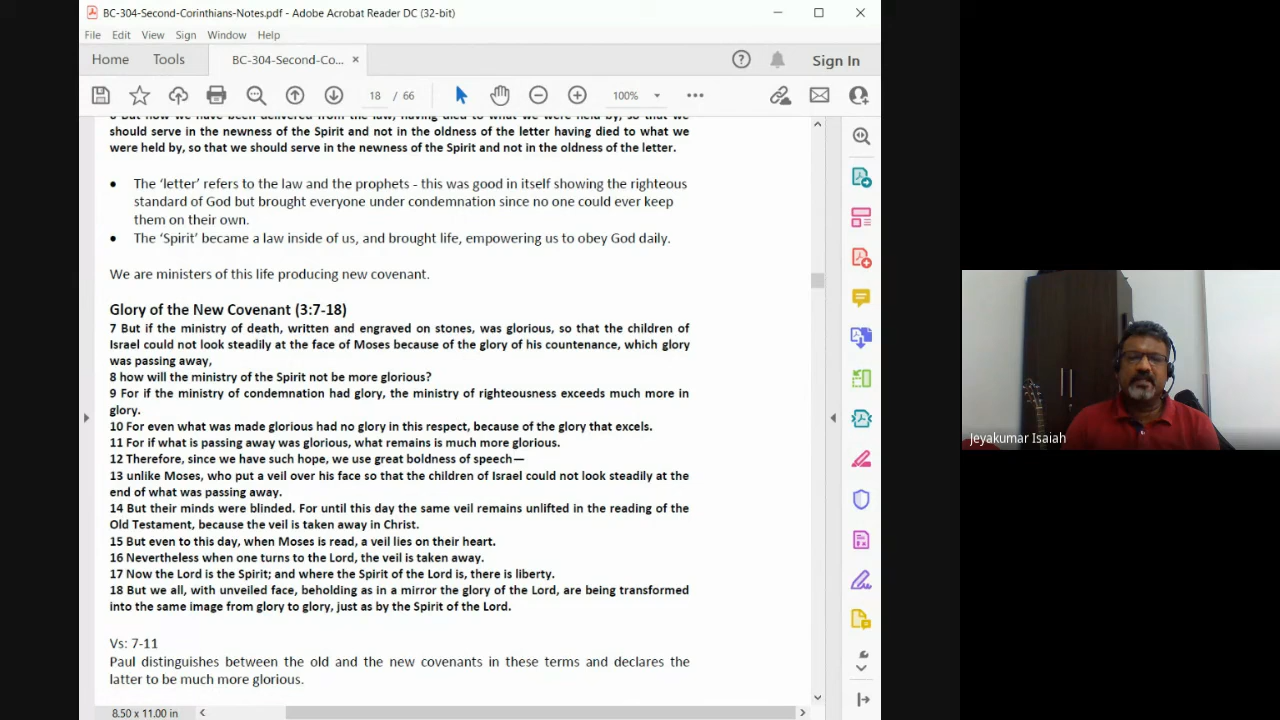 BC-304-Second-Corinthians-Notes.pdf - Adobe Acrobat Reader DC (32-bit)
File Edit View Sign Window Help
Home Tools BC-304-Second-Co... × Sign In
18 / 66 100%
6 But now we have been delivered from the law, having died to what we were held by, so that we
should serve in the newness of the Spirit and not in the oldness of the letter having died to what we
were held by, so that we should serve in the newness of the Spirit and not in the oldness of the letter.
• The ‘letter’ refers to the law and the prophets - this was good in itself showing the righteous
standard of God but brought everyone under condemnation since no one could ever keep
them on their own.
• The ‘Spirit’ became a law inside of us, and brought life, empowering us to obey God daily.
We are ministers of this life producing new covenant.
Glory of the New Covenant (3:7-18)
7 But if the ministry of death, written and engraved on stones, was glorious, so that the children of
Israel could not look steadily at the face of Moses because of the glory of his countenance, which glory
was passing away,
8 how will the ministry of the Spirit not be more glorious?
9 For if the ministry of condemnation had glory, the ministry of righteousness exceeds much more in
glory.
10 For even what was made glorious had no glory in this respect, because of the glory that excels.
11 For if what is passing away was glorious, what remains is much more glorious.
12 Therefore, since we have such hope, we use great boldness of speech—
13 unlike Moses, who put a veil over his face so that the children of Israel could not look steadily at the
end of what was passing away.
14 But their minds were blinded. For until this day the same veil remains unlifted in the reading of the
Old Testament, because the veil is taken away in Christ.
15 But even to this day, when Moses is read, a veil lies on their heart.
16 Nevertheless when one turns to the Lord, the veil is taken away.
17 Now the Lord is the Spirit; and where the Spirit of the Lord is, there is liberty.
18 But we all, with unveiled face, beholding as in a mirror the glory of the Lord, are being transformed
into the same image from glory to glory, just as by the Spirit of the Lord.
Vs: 7-11
Paul distinguishes between the old and the new covenants in these terms and declares the
latter to be much more glorious.
8.50 x 11.00 in
Jeyakumar Isaiah